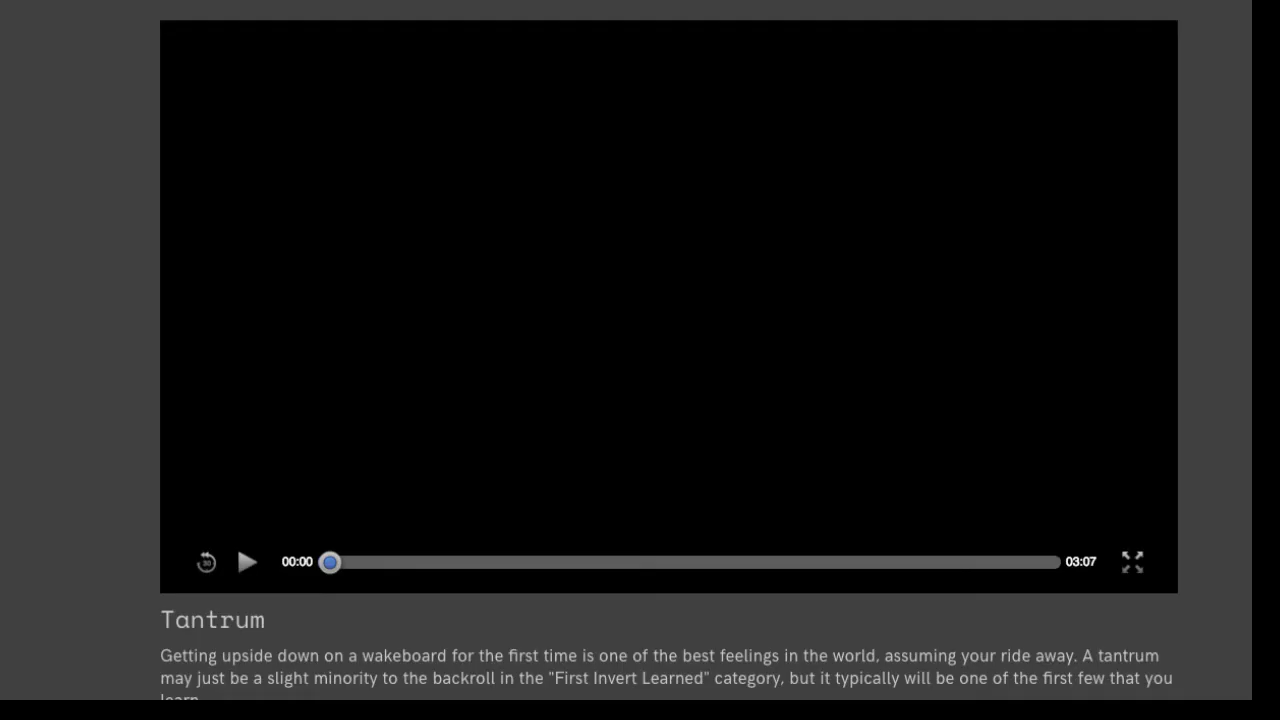 30
00:00
03:07
Tantrum
Getting upside down on a wakeboard for the first time is one of the best feelings in the world, assuming your ride away. A tantrum
may just be a slight minority to the backroll in the "First Invert Learned" category, but it typically will be one of the first few that you
learn